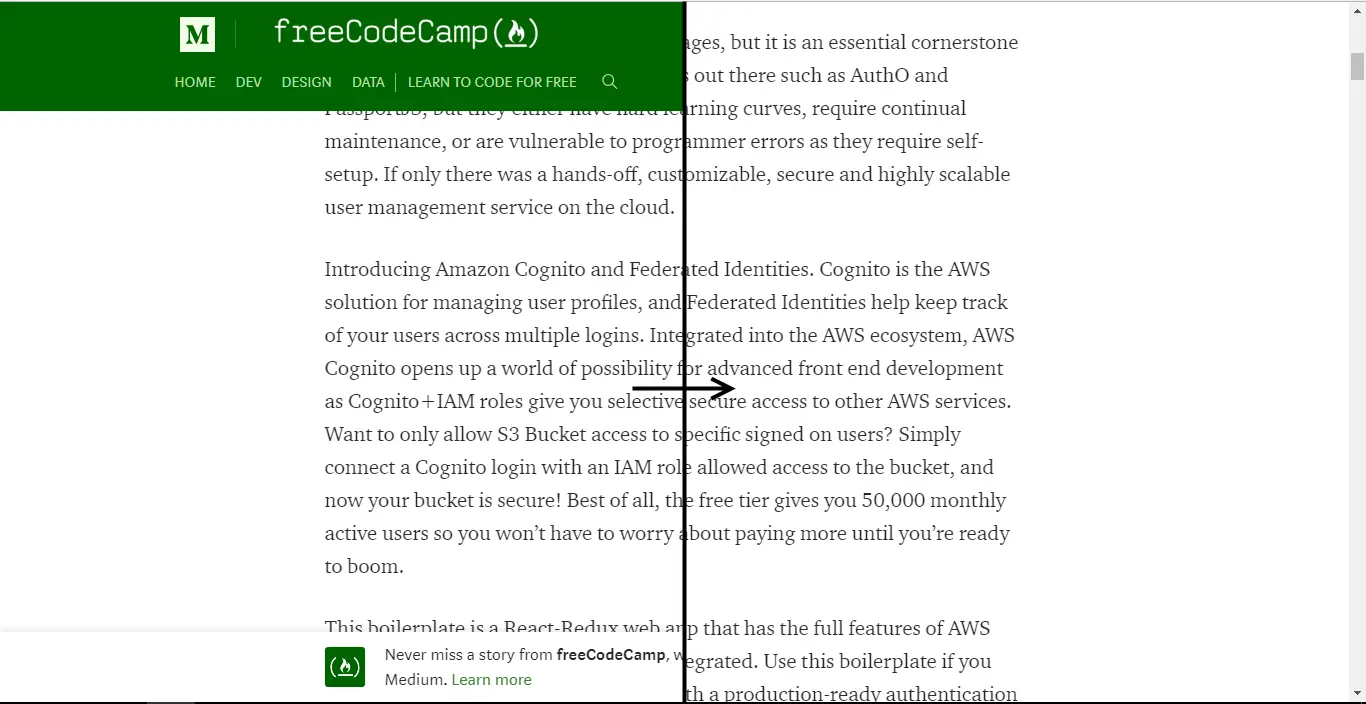 M freeCodeCamp(🔥)
HOME DEV DESIGN DATA LEARN TO CODE FOR FREE
ages, but it is an essential cornerstone
s out there such as AuthO and
PassportJS, but they either have hard learning curves, require continual
maintenance, or are vulnerable to programmer errors as they require self-
setup. If only there was a hands-off, customizable, secure and highly scalable
user management service on the cloud.
Introducing Amazon Cognito and Federated Identities. Cognito is the AWS
solution for managing user profiles, and Federated Identities help keep track
of your users across multiple logins. Integrated into the AWS ecosystem, AWS
Cognito opens up a world of possibility for advanced front end development
as Cognito+IAM roles give you selective secure access to other AWS services.
Want to only allow S3 Bucket access to specific signed on users? Simply
connect a Cognito login with an IAM role allowed access to the bucket, and
now your bucket is secure! Best of all, the free tier gives you 50,000 monthly
active users so you won’t have to worry about paying more until you’re ready
to boom.
This boilerplate is a React-Redux web app that has the full features of AWS
Never miss a story from freeCodeCamp, w
egrated. Use this boilerplate if you
Medium. Learn more
th a production-ready authentication